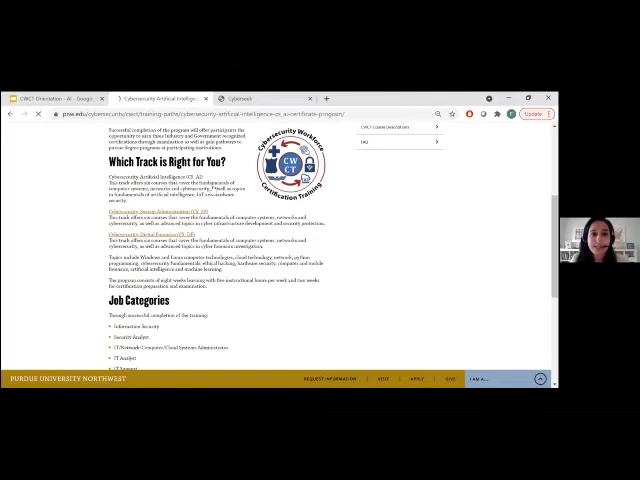 CWCT Orientation - AI - Google
Cybersecurity Artificial Intelligenc
Cyberseek
Update
pnw.edu/cybersecurity/cwct/training-paths/cybersecurity-artificial-intelligence-cs_ai-certificate-program/
Successful completion of the program will offer participants the
opportunity to earn three Industry and Government recognized
certifications through examination as well as gain pathways to
pursue degree programs at participating institutions.
CWCT Course Descriptions
FAQ
Cybersecurity Workforce
CW
CT
Certification Training
Which Track is Right for You?
Cybersecurity-Artificial Intelligence (CS_AI)
This track offers six courses that cover the fundamentals of
computer systems, networks and cybersecurity, as well as topics
in fundamentals of artificial intelligence, IoT and hardware
security.
Cybersecurity-System Administration (CS_SA)
This track offers six courses that cover the fundamentals of computer systems, networks and
cybersecurity, as well as advanced topics in cyber infrastructure development and security protection.
Cybersecurity-Digital Forensics (CS_DF)
This track offers six courses that cover the fundamentals of computer systems, networks and
cybersecurity, as well as advanced topics in cyber forensics investigation.
Topics include Windows and Linux computer technologies, cloud technology, network, python
programming, cybersecurity fundamentals, ethical hacking, hardware security, computer and mobile
forensics, artificial intelligence and machine learning.
The program consists of eight weeks learning with five instructional hours per week and two weeks
for certification preparation and examination.
Job Categories
Through successful completion of the training:
Information Security
Security Analyst
IT/Network/Computer/Cloud Systems Administrator
IT Analyst
IT Support
PURDUE UNIVERSITY NORTHWEST
REQUEST INFORMATION
VISIT
APPLY
GIVE
I AM A...